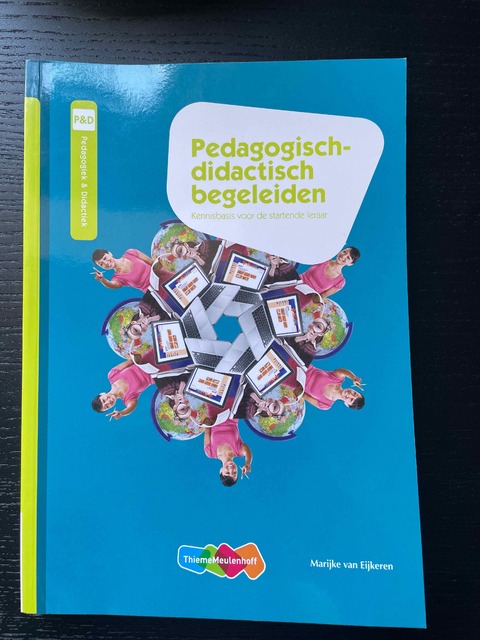 P&D
Pedagogiek & Didactiek
Pedagogisch-
didactisch
begeleiden
Kennisbasis voor de startende leraar
ThiemeMeulenhoff
Marijke van Eijkeren